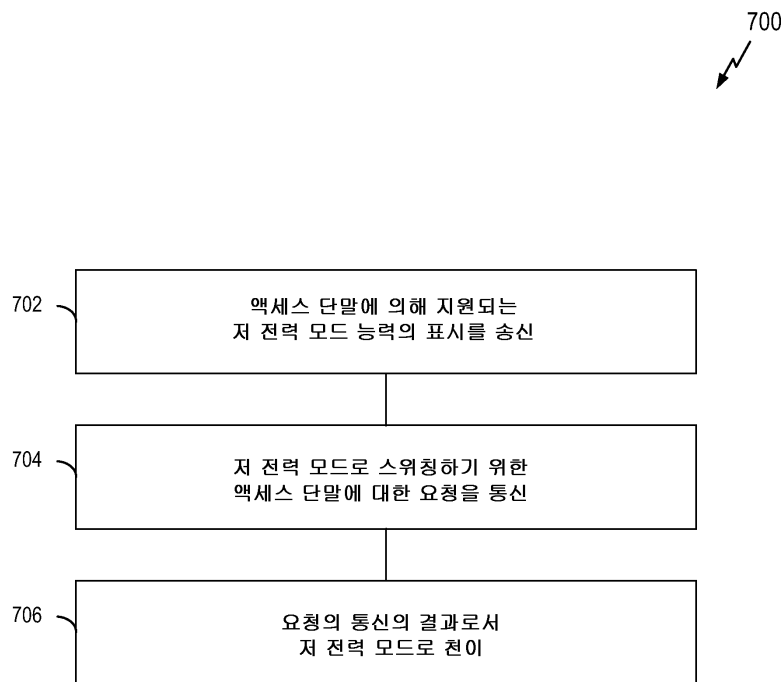 700
702
액세스 단말에 의해 지원되는
저 전력 모드 능력의 표시를 송신
704
저 전력 모드로 스위칭하기 위한
액세스 단말에 대한 요청을 통신
706
요청의 통신의 결과로서
저 전력 모드로 천이